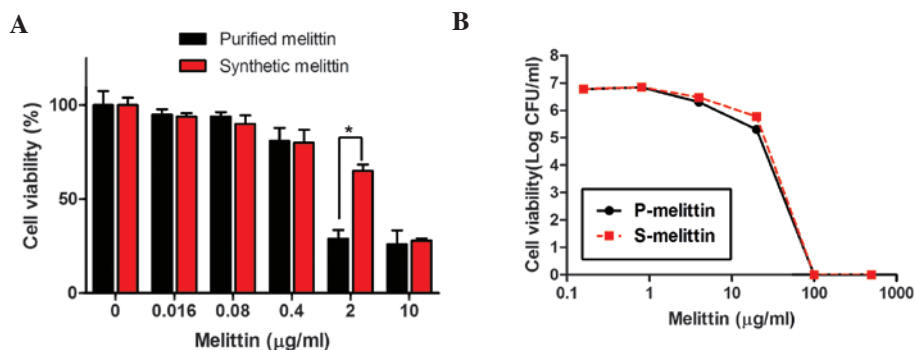 A
Purified melittin
Synthetic melittin
Cell viability (%)
100
50
0
*
0 0.016 0.08 0.4 2 10
Melittin (μg/ml)
B
Cell viability(Log CFU/ml)
8
7
6
5
4
3
2
1
0
P-melittin
S-melittin
0.1 1 10 100 1000
Melittin (μg/ml)